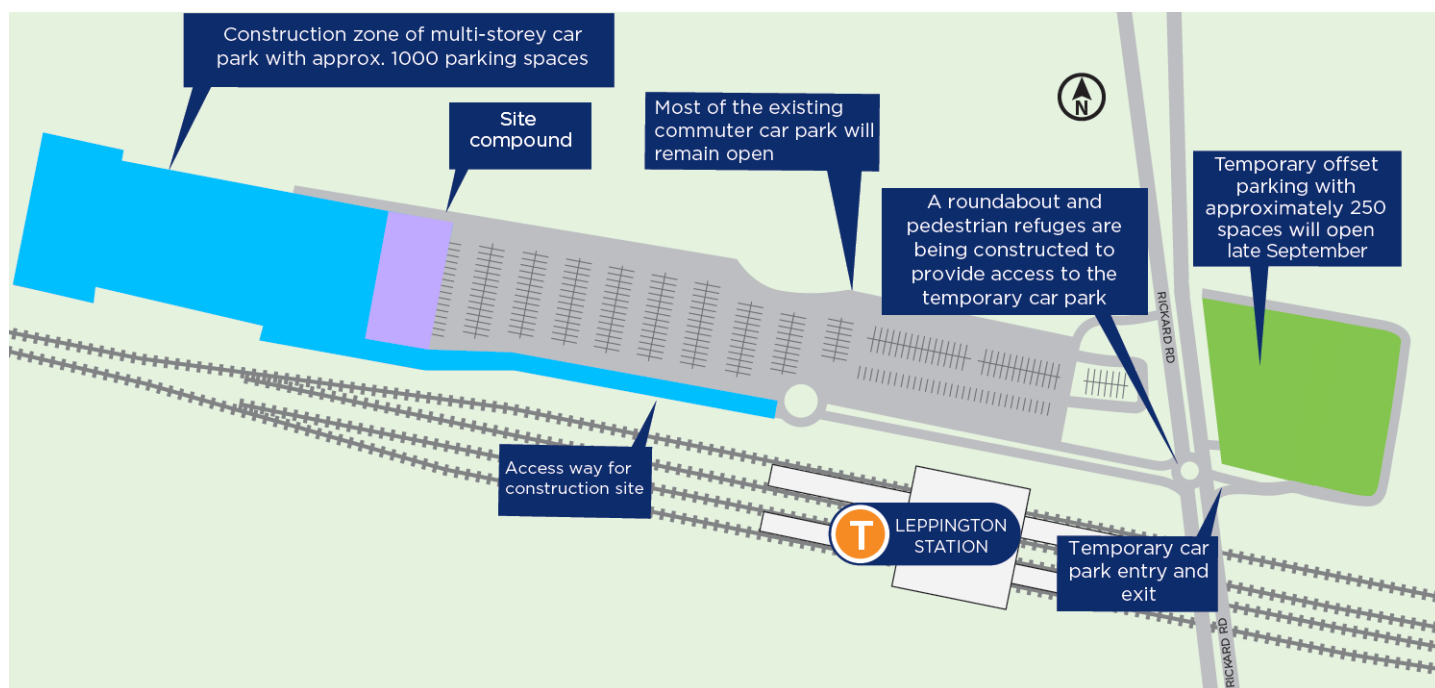 Construction zone of multi-storey car
park with approx. 1000 parking spaces
Site
compound
Most of the existing
commuter car park will
remain open
N
A roundabout and
pedestrian refuges are
being constructed to
provide access to the
temporary car park
Temporary offset
parking with
approximately 250
spaces will open
late September
RICKARD RD
Access way for
construction site
T
LEPPINGTON
STATION
Temporary car
park entry and
exit
RICKARD RD